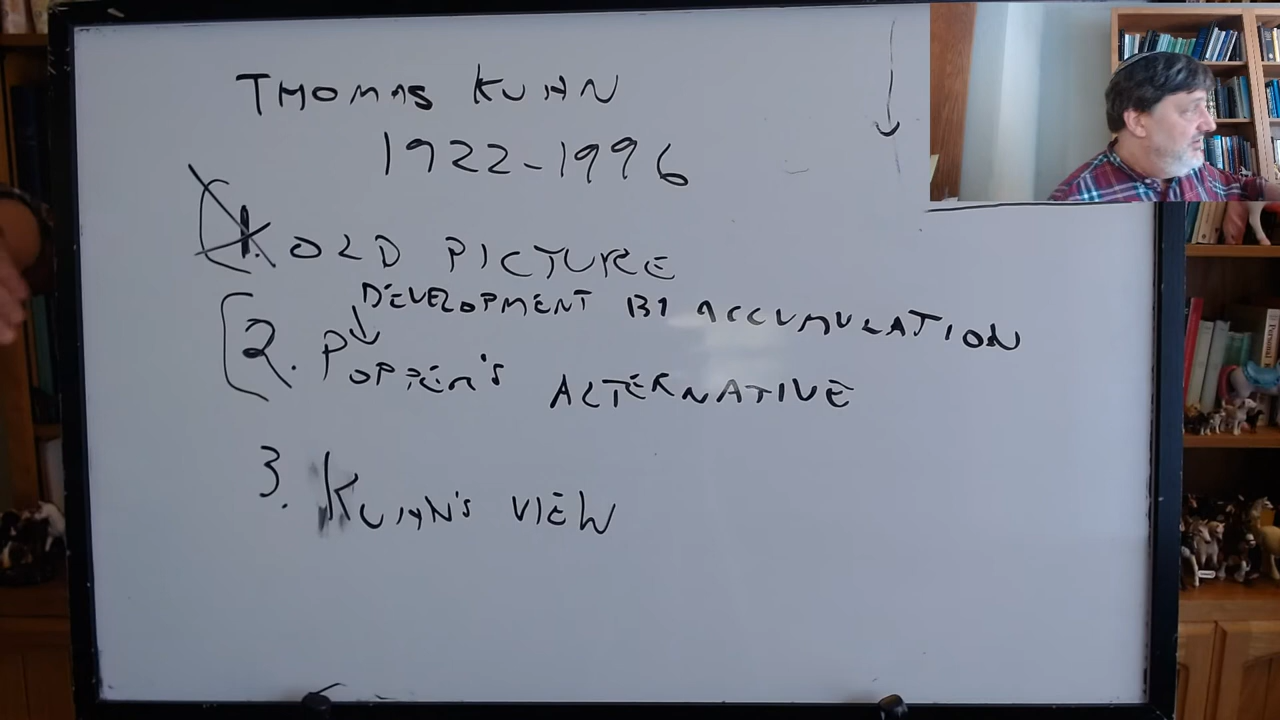 THOMAS KUHN
1922-1996
1. OLD PICTURE
DEVELOPMENT BY ACCUMULATION
2. POPPER'S ALTERNATIVE
3. KUHN'S VIEW